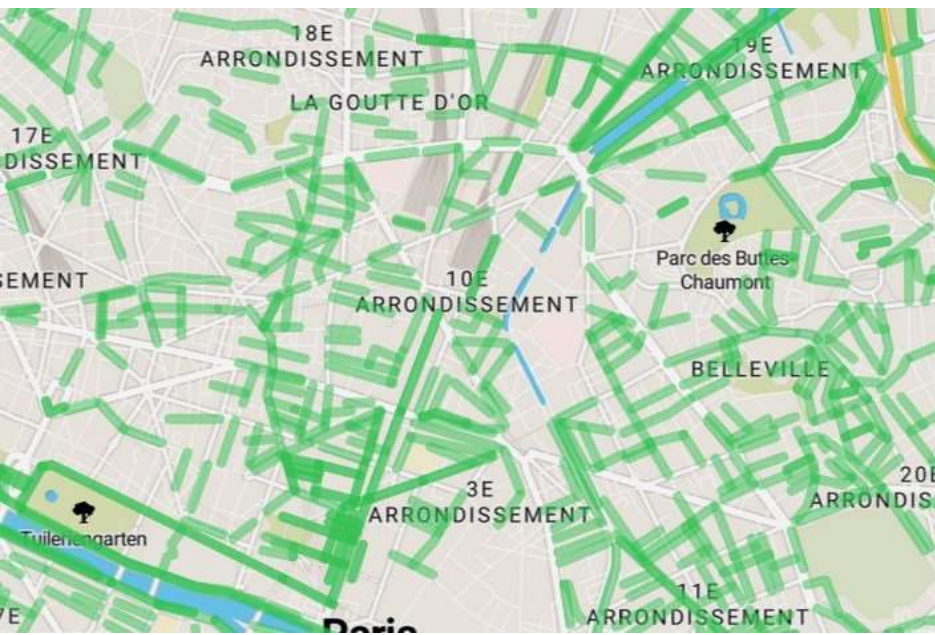 18E
ARRONDISSEMENT
19E
ARRONDISSEMENT
LA GOUTTE D'OR
17E
DISSEMENT
Parc des Buttes-
Chaumont
SEMENT
10E
ARRONDISSEMENT
BELLEVILLE
3E
ARRONDISSEMENT
20E
ARRONDIS
Tuileriengarten
11E
ARRONDISSEMENT
7E
Paris